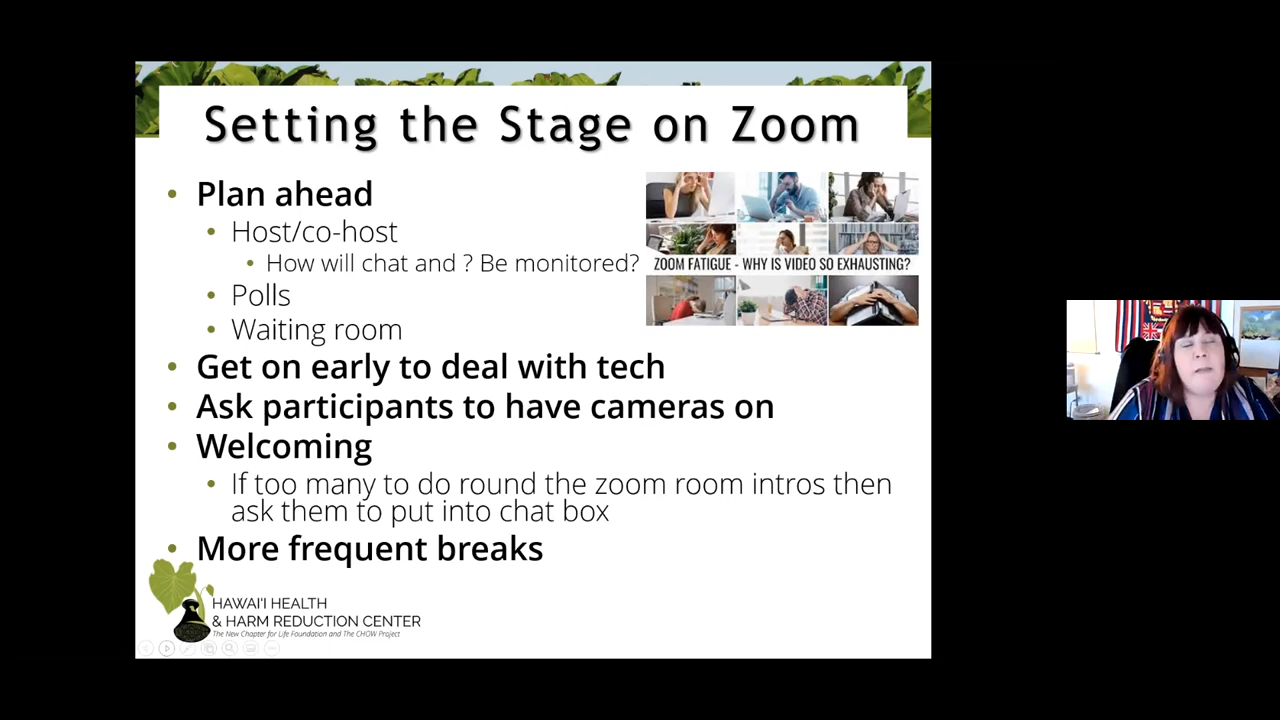 Setting the Stage on Zoom
• Plan ahead
• Host/co-host
• How will chat and ? Be monitored?
• Polls
• Waiting room
ZOOM FATIGUE - WHY IS VIDEO SO EXHAUSTING?
• Get on early to deal with tech
• Ask participants to have cameras on
• Welcoming
• If too many to do round the zoom room intros then
ask them to put into chat box
• More frequent breaks
HAWAI'I HEALTH
& HARM REDUCTION CENTER
The New Chapter for Life Foundation and The CHOW Project